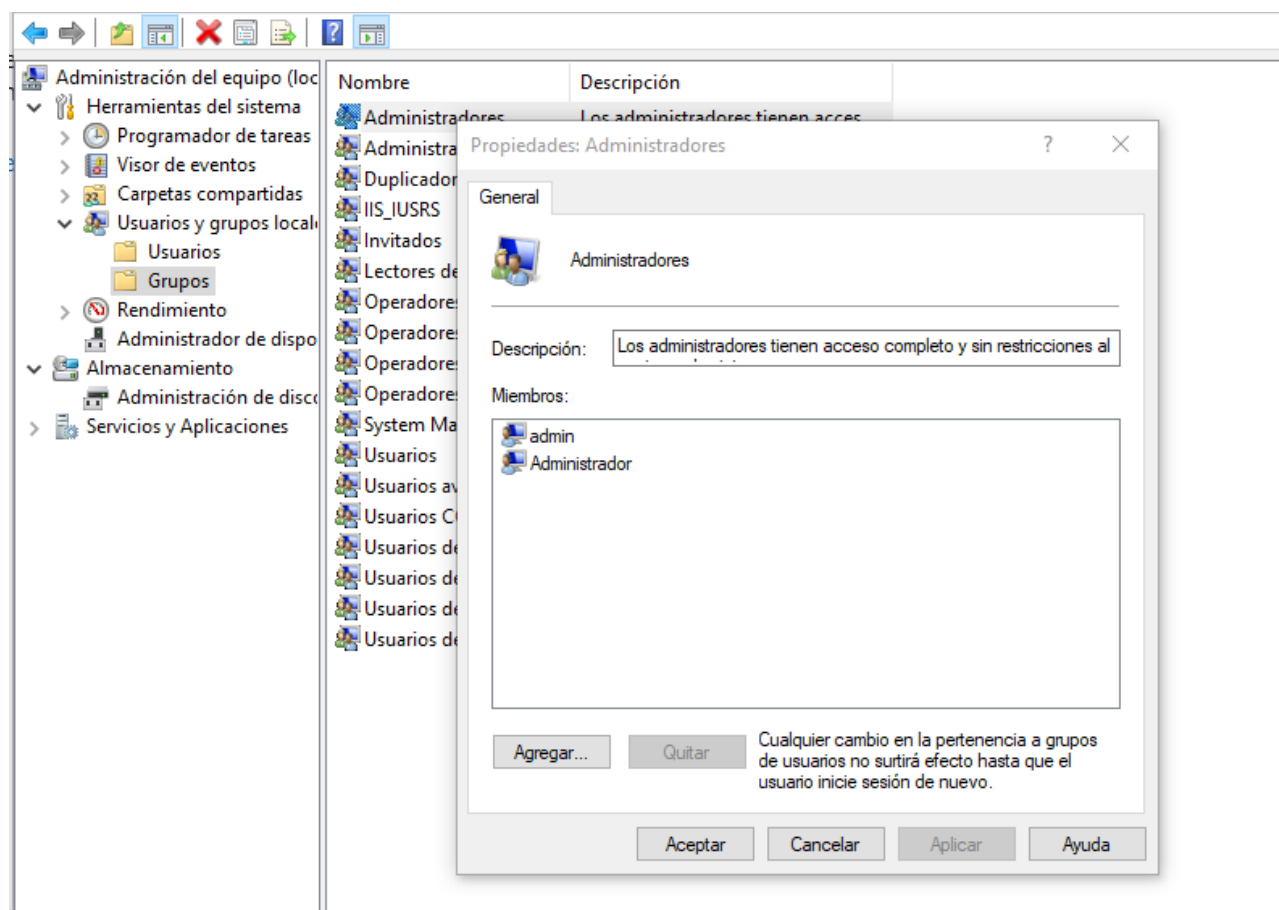 Administración del equipo (loc
Herramientas del sistema
Programador de tareas
Visor de eventos
Carpetas compartidas
Usuarios y grupos local
Usuarios
Grupos
Rendimiento
Administrador de dispo
Almacenamiento
Administración de disco
Servicios y Aplicaciones
Nombre Descripción
Administradores Los administradores tienen acces
Administra
Duplicador
IIS_IUSRS
Invitados
Lectores de
Operadores
Operadores
Operadores
Operadores
System Ma
Usuarios
Usuarios av
Usuarios C
Usuarios de
Usuarios de
Usuarios de
Usuarios de
Propiedades: Administradores
General
Administradores
Descripción: Los administradores tienen acceso completo y sin restricciones al
Miembros:
admin
Administrador
Agregar... Quitar
Cualquier cambio en la pertenencia a grupos
de usuarios no surtirá efecto hasta que el
usuario inicie sesión de nuevo.
Aceptar Cancelar Aplicar Ayuda